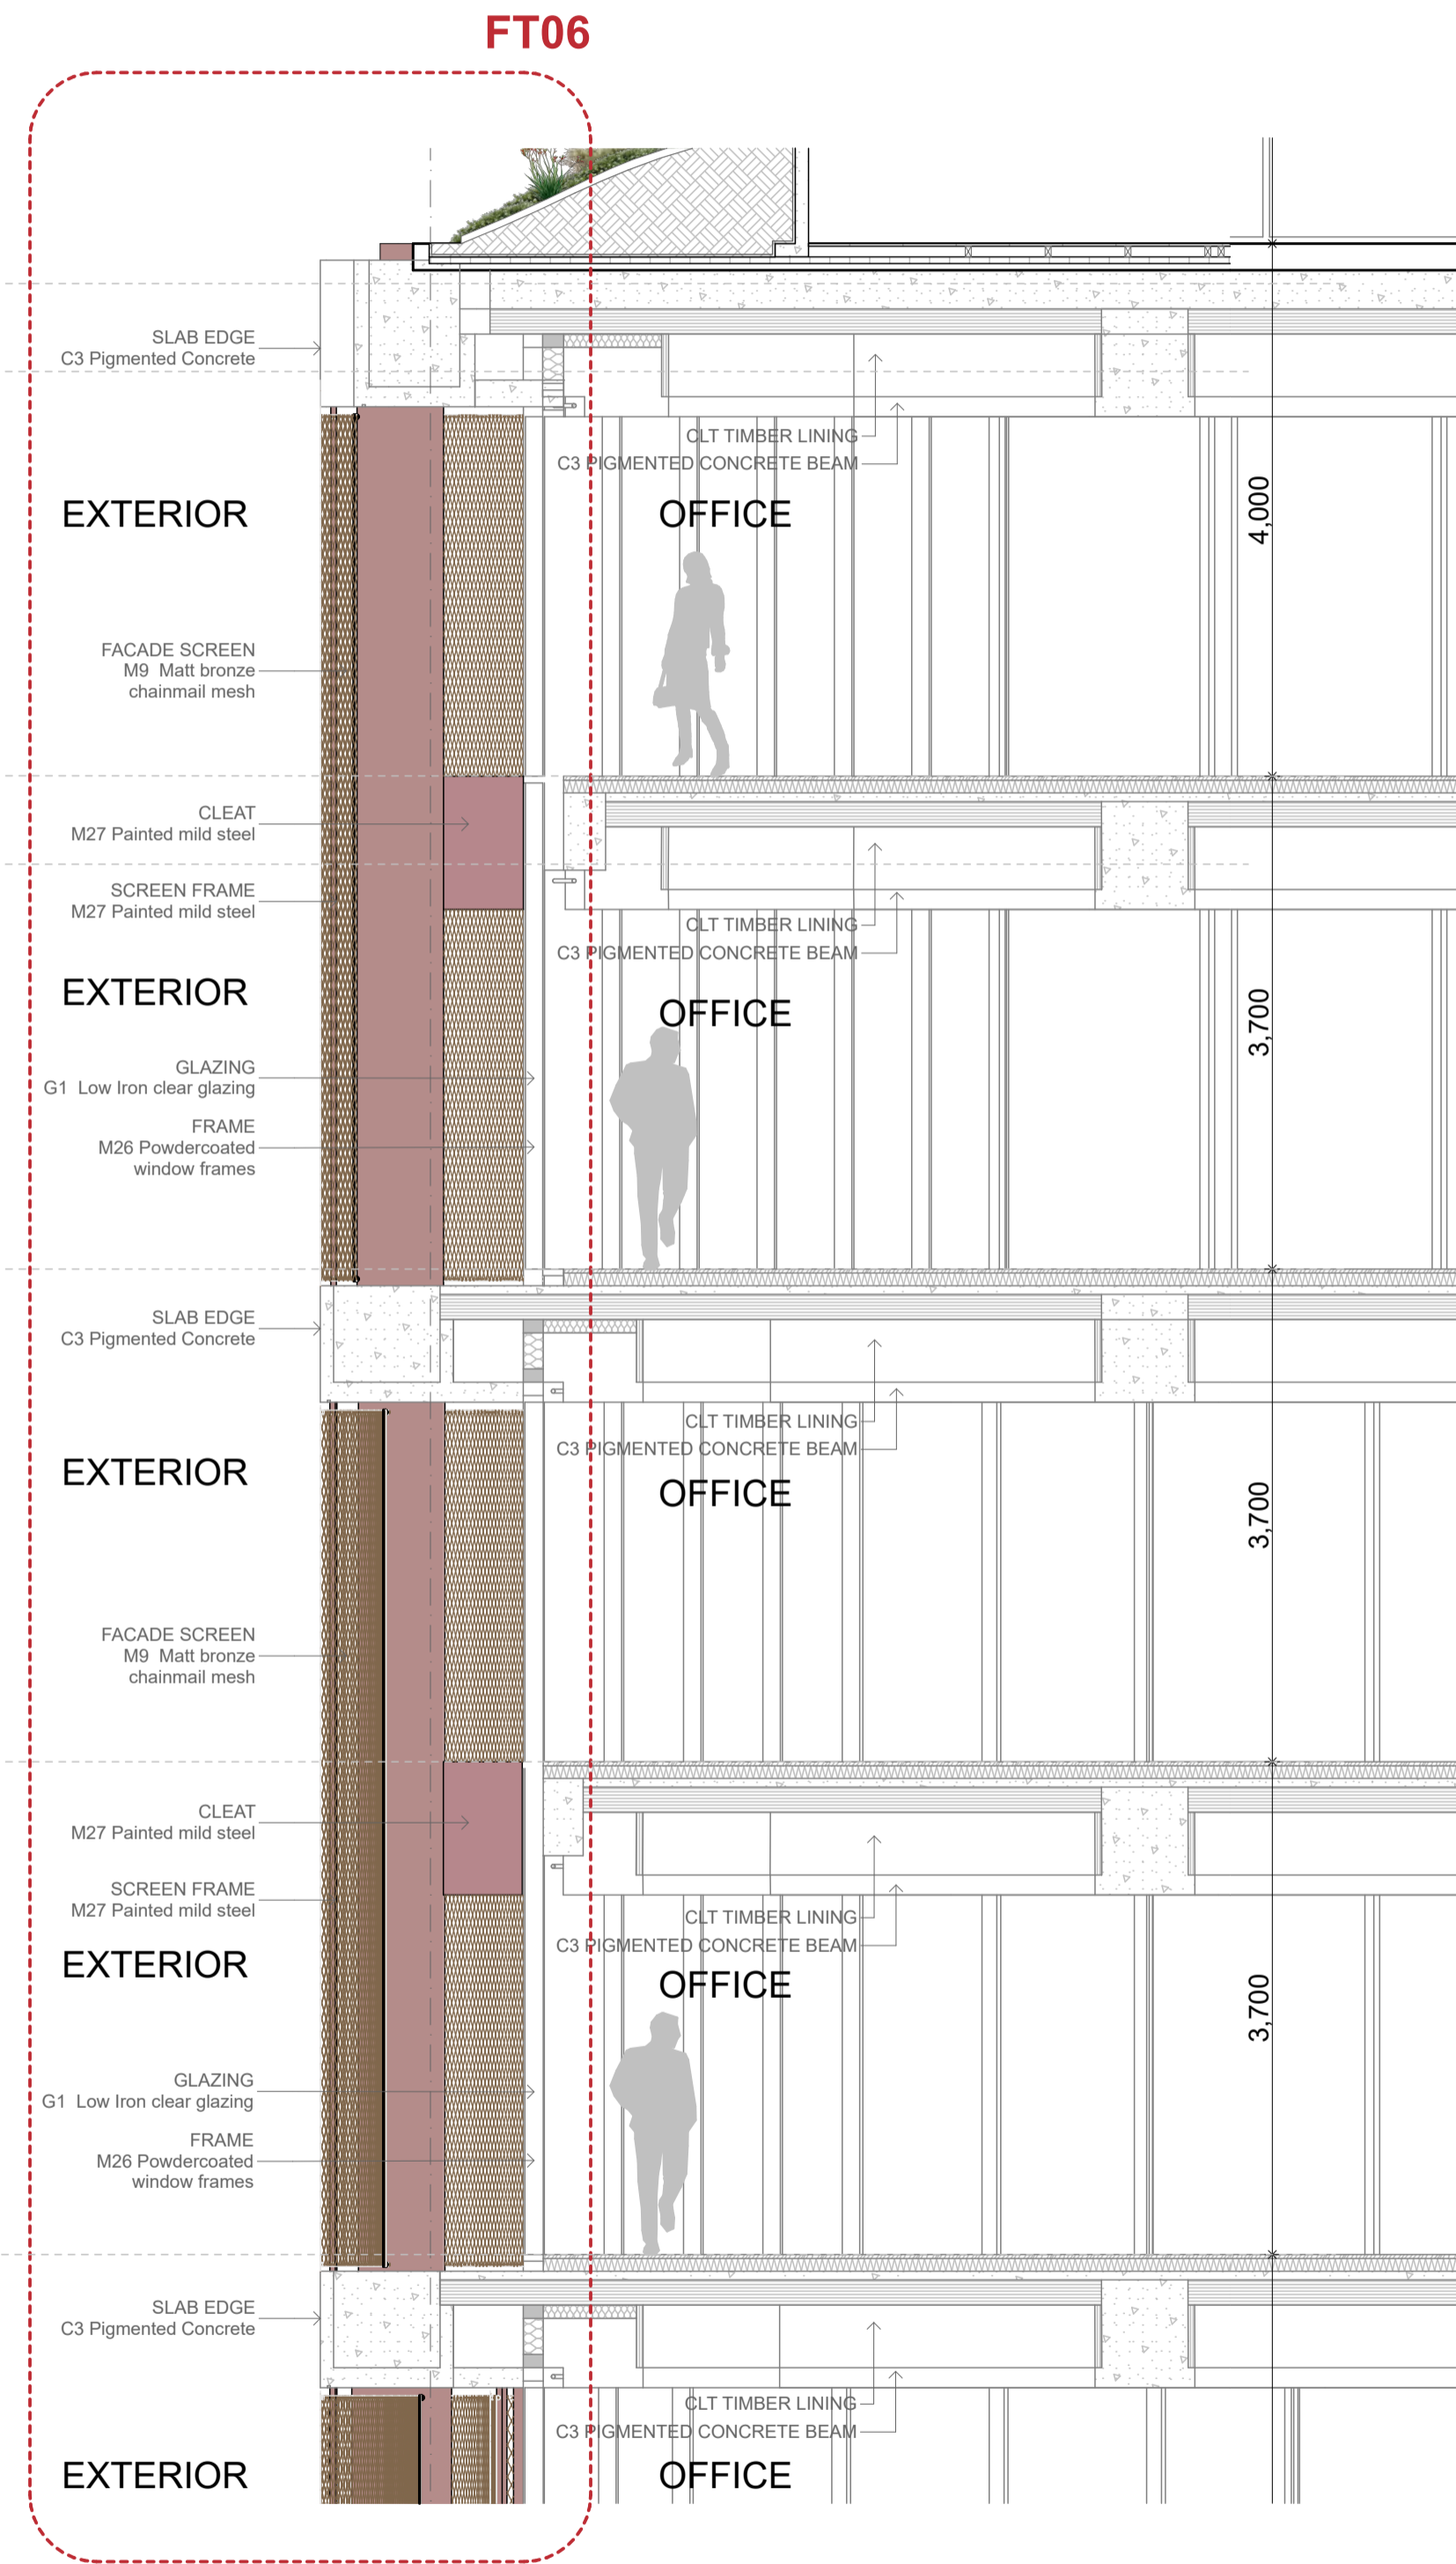 FT06
SLAB EDGE
C3 Pigmented Concrete
CLT TIMBER LINING
C3 PIGMENTED CONCRETE BEAM
EXTERIOR
OFFICE
4,000
FACADE SCREEN
M9 Matt bronze
chainmail mesh
CLEAT
M27 Painted mild steel
SCREEN FRAME
M27 Painted mild steel
CLT TIMBER LINING
C3 PIGMENTED CONCRETE BEAM
EXTERIOR
OFFICE
3,700
GLAZING
G1 Low Iron clear glazing
FRAME
M26 Powdercoated
window frames
SLAB EDGE
C3 Pigmented Concrete
CLT TIMBER LINING
C3 PIGMENTED CONCRETE BEAM
EXTERIOR
OFFICE
3,700
FACADE SCREEN
M9 Matt bronze
chainmail mesh
CLEAT
M27 Painted mild steel
SCREEN FRAME
M27 Painted mild steel
CLT TIMBER LINING
C3 PIGMENTED CONCRETE BEAM
EXTERIOR
OFFICE
3,700
GLAZING
G1 Low Iron clear glazing
FRAME
M26 Powdercoated
window frames
SLAB EDGE
C3 Pigmented Concrete
CLT TIMBER LINING
C3 PIGMENTED CONCRETE BEAM
EXTERIOR
OFFICE